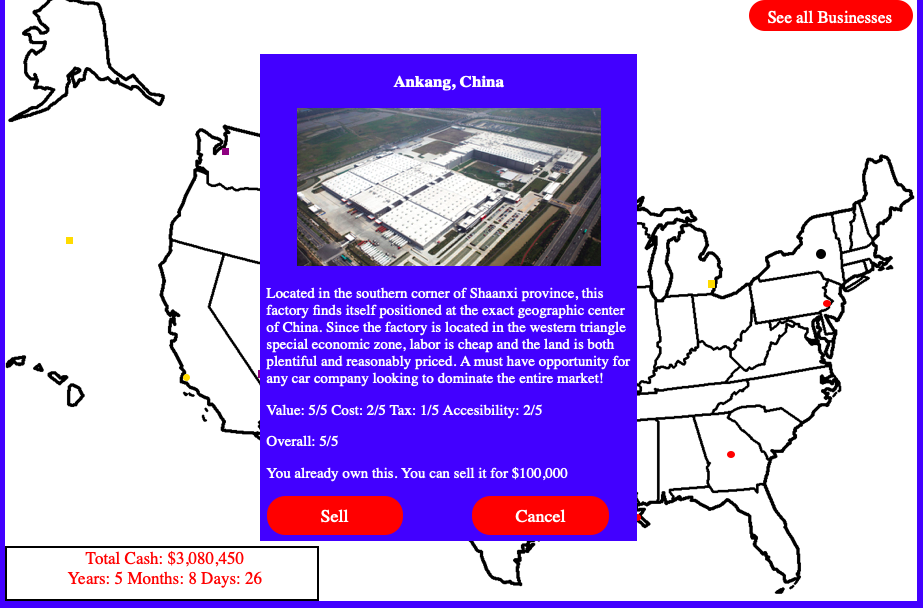 See all Businesses
Ankang, China
Located in the southern corner of Shaanxi province, this
factory finds itself positioned at the exact geographic center
of China. Since the factory is located in the western triangle
special economic zone, labor is cheap and the land is both
plentiful and reasonably priced. A must have opportunity for
any car company looking to dominate the entire market!
Value: 5/5 Cost: 2/5 Tax: 1/5 Accesibility: 2/5
Overall: 5/5
You already own this. You can sell it for $100,000
Sell
Cancel
Total Cash: $3,080,450
Years: 5 Months: 8 Days: 26